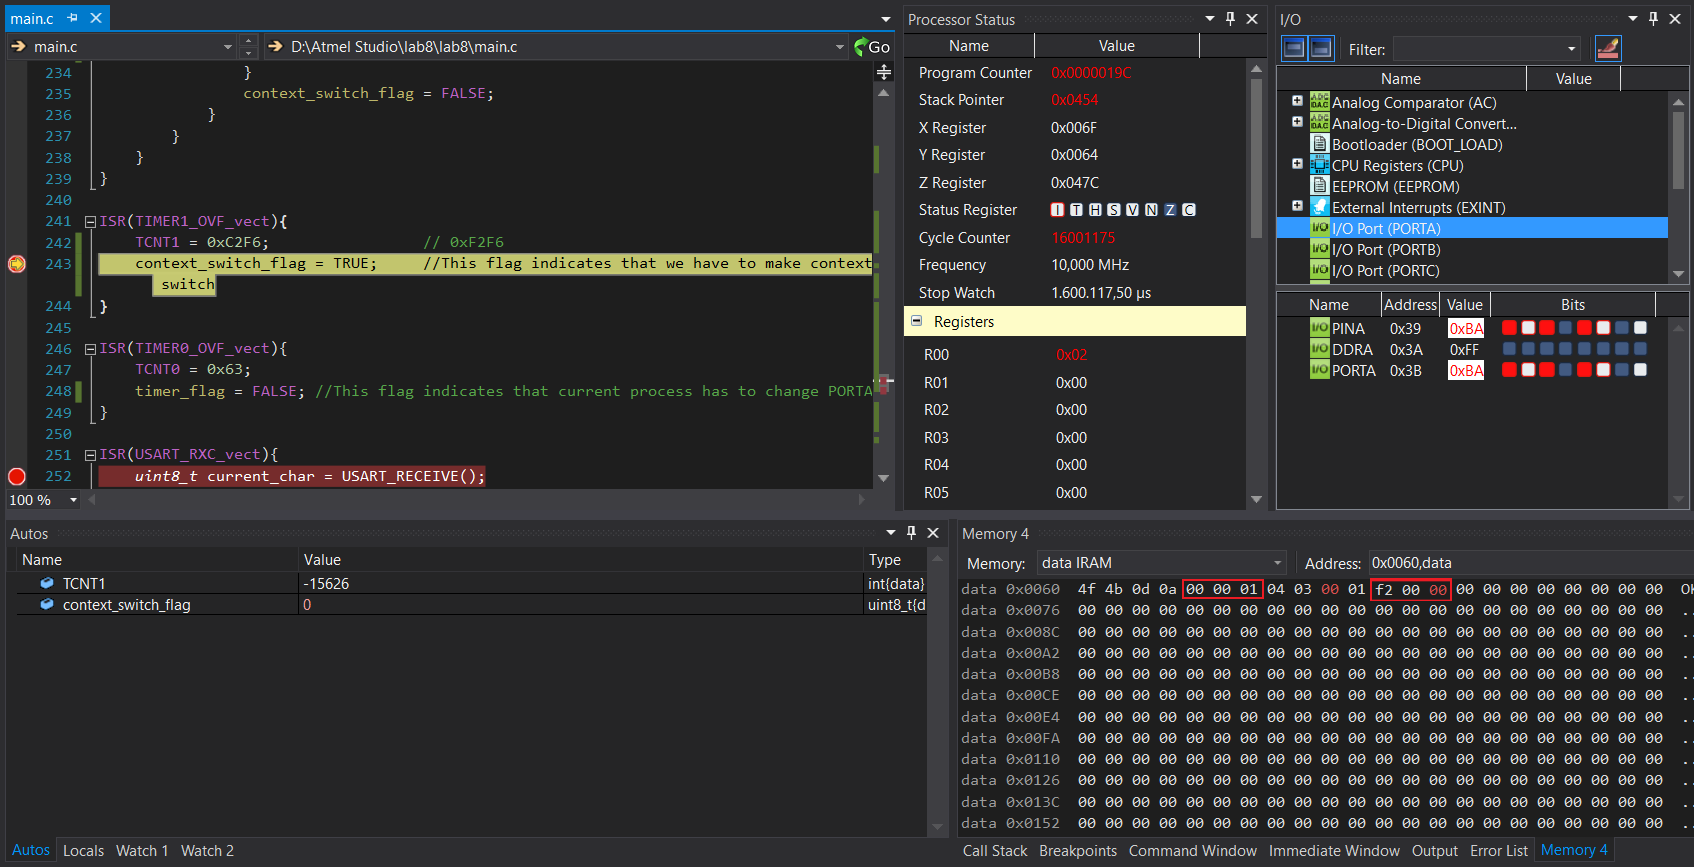 main.c
main.c D:\Atmel Studio\lab8\lab8\main.c Go
234 }
235 context_switch_flag = FALSE;
236 }
237 }
238 }
239 }
240
241 ISR(TIMER1_OVF_vect){
242 TCNT1 = 0xC2F6; // 0xF2F6
243 context_switch_flag = TRUE; //This flag indicates that we have to make context
switch
244 }
245
246 ISR(TIMER0_OVF_vect){
247 TCNT0 = 0x63;
248 timer_flag = FALSE; //This flag indicates that current process has to change PORTA
249 }
250
251 ISR(USART_RXC_vect){
252 uint8_t current_char = USART_RECEIVE();
100 %
Processor Status
Name Value
Program Counter 0x0000019C
Stack Pointer 0x0454
X Register 0x006F
Y Register 0x0064
Z Register 0x047C
Status Register I T H S V N Z C
Cycle Counter 16001175
Frequency 10,000 MHz
Stop Watch 1.600.117,50 µs
Registers
R00 0x02
R01 0x00
R02 0x00
R03 0x00
R04 0x00
R05 0x00
I/O
Filter:
Name Value
Analog Comparator (AC)
Analog-to-Digital Convert...
Bootloader (BOOT_LOAD)
CPU Registers (CPU)
EEPROM (EEPROM)
External Interrupts (EXINT)
I/O Port (PORTA)
I/O Port (PORTB)
I/O Port (PORTC)
Name Address Value Bits
I/O PINA 0x39 0xBA
I/O DDRA 0x3A 0xFF
I/O PORTA 0x3B 0xBA
Autos
Name Value Type
TCNT1 -15626 int{data}
context_switch_flag 0 uint8_t{d
Autos Locals Watch 1 Watch 2
Memory 4
Memory: data IRAM Address: 0x0060,data
data 0x0060 4f 4b 0d 0a 00 00 01 04 03 00 01 f2 00 00 00 00 00 00 00 00 00 00 OK
data 0x0076 00 00 00 00 00 00 00 00 00 00 00 00 00 00 00 00 00 00 00 00 00 00 ..
data 0x008C 00 00 00 00 00 00 00 00 00 00 00 00 00 00 00 00 00 00 00 00 00 00 ..
data 0x00A2 00 00 00 00 00 00 00 00 00 00 00 00 00 00 00 00 00 00 00 00 00 00 ..
data 0x00B8 00 00 00 00 00 00 00 00 00 00 00 00 00 00 00 00 00 00 00 00 00 00 ..
data 0x00CE 00 00 00 00 00 00 00 00 00 00 00 00 00 00 00 00 00 00 00 00 00 00 ..
data 0x00E4 00 00 00 00 00 00 00 00 00 00 00 00 00 00 00 00 00 00 00 00 00 00 ..
data 0x00FA 00 00 00 00 00 00 00 00 00 00 00 00 00 00 00 00 00 00 00 00 00 00 ..
data 0x0110 00 00 00 00 00 00 00 00 00 00 00 00 00 00 00 00 00 00 00 00 00 00 ..
data 0x0126 00 00 00 00 00 00 00 00 00 00 00 00 00 00 00 00 00 00 00 00 00 00 ..
data 0x013C 00 00 00 00 00 00 00 00 00 00 00 00 00 00 00 00 00 00 00 00 00 00 ..
data 0x0152 00 00 00 00 00 00 00 00 00 00 00 00 00 00 00 00 00 00 00 00 00 00 ..
Call Stack Breakpoints Command Window Immediate Window Output Error List Memory 4